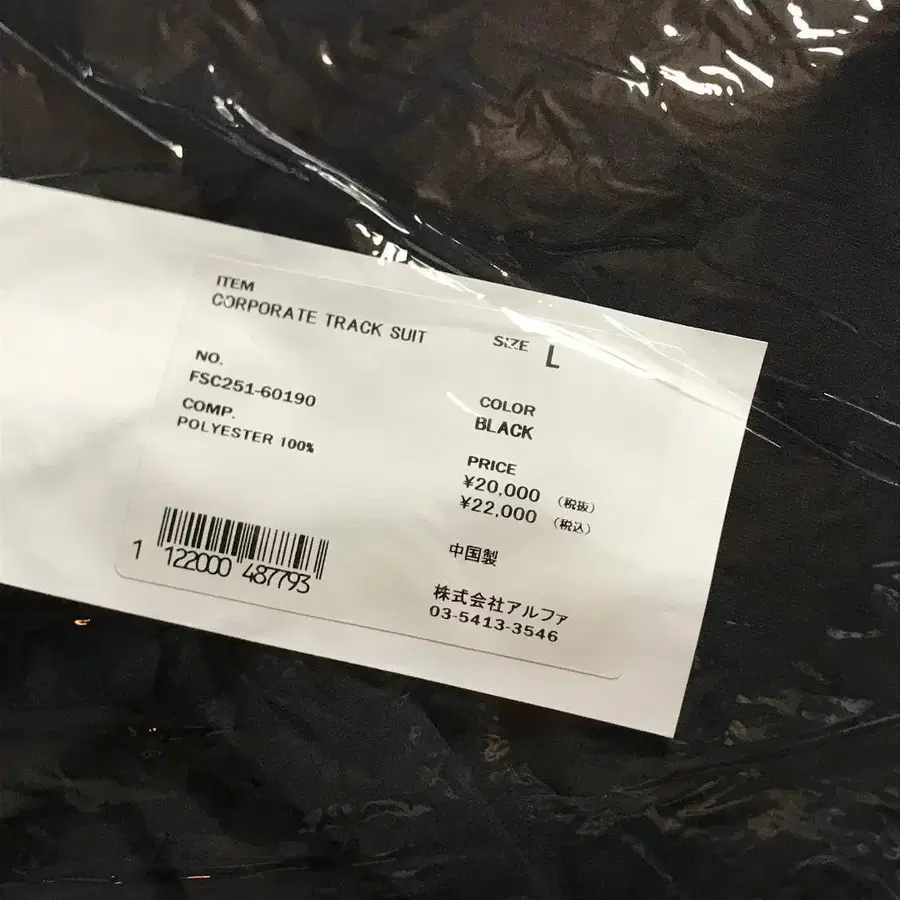 ITEM
CORPORATE TRACK SUIT
SIZE L
NO.
FSC251-60190
COMP.
POLYESTER 100%
COLOR
BLACK
PRICE
¥20,000 (税抜)
¥22,000 (税込)
中国製
株式会社アルファ
03-5413-3546
1 122000 487793